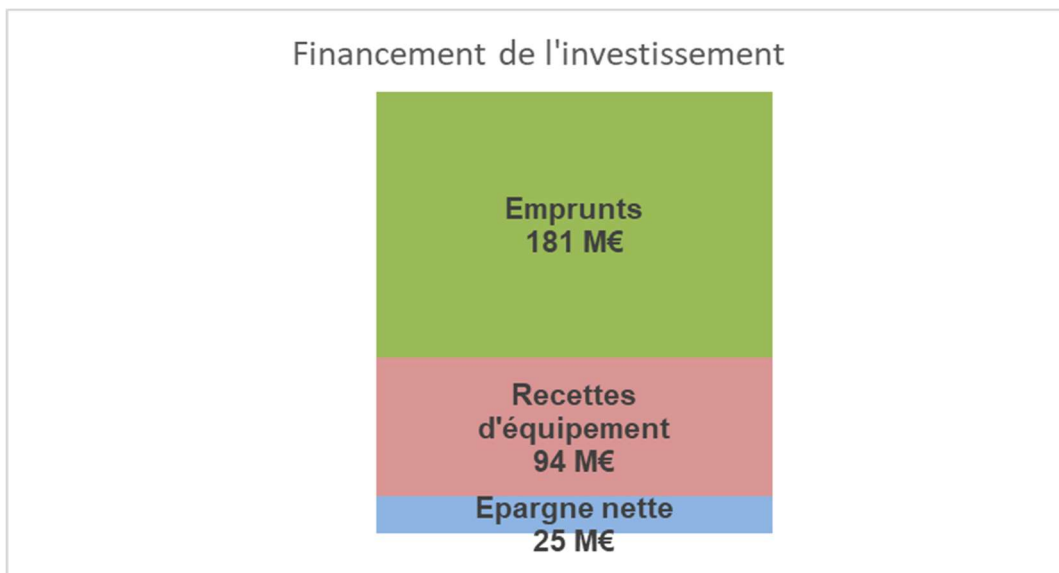 Financement de l'investissement
Emprunts
181 M€
Recettes
d'équipement
94 M€
Epargne nette
25 M€